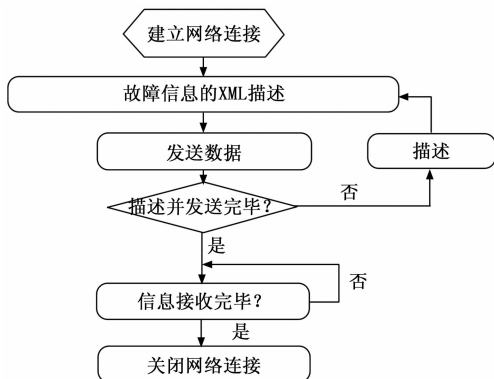 建立网络连接
故障信息的XML描述
发送数据
描述
描述并发送完毕？
否
是
否
信息接收完毕？
是
关闭网络连接